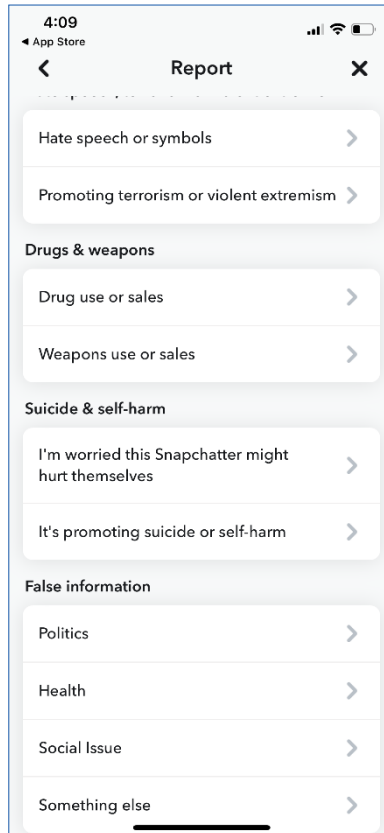 4:09
App Store
Report
Hate speech or symbols
Promoting terrorism or violent extremism
Drugs & weapons
Drug use or sales
Weapons use or sales
Suicide & self-harm
I'm worried this Snapchatter might
hurt themselves
It's promoting suicide or self-harm
False information
Politics
Health
Social Issue
Something else